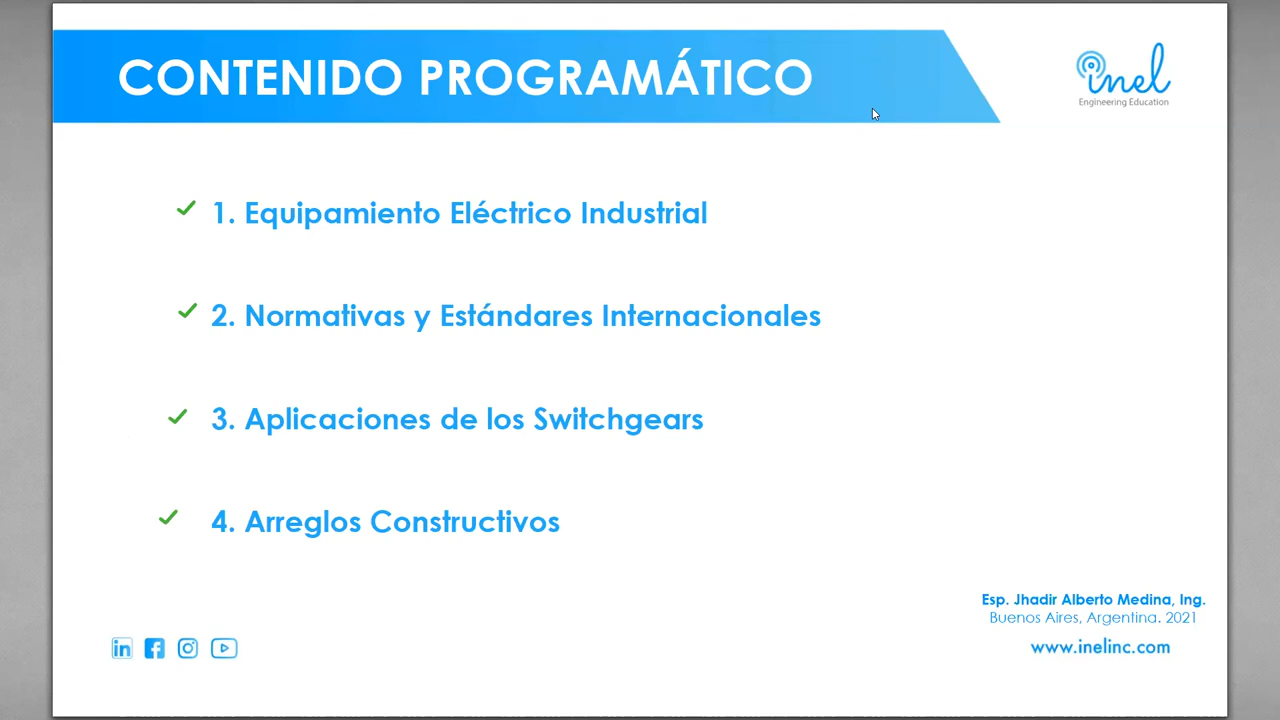 CONTENIDO PROGRAMÁTICO
inel
Engineering Education
1. Equipamiento Eléctrico Industrial
2. Normativas y Estándares Internacionales
3. Aplicaciones de los Switchgears
4. Arreglos Constructivos
Esp. Jhadir Alberto Medina, Ing.
Buenos Aires, Argentina. 2021
www.inelinc.com
in